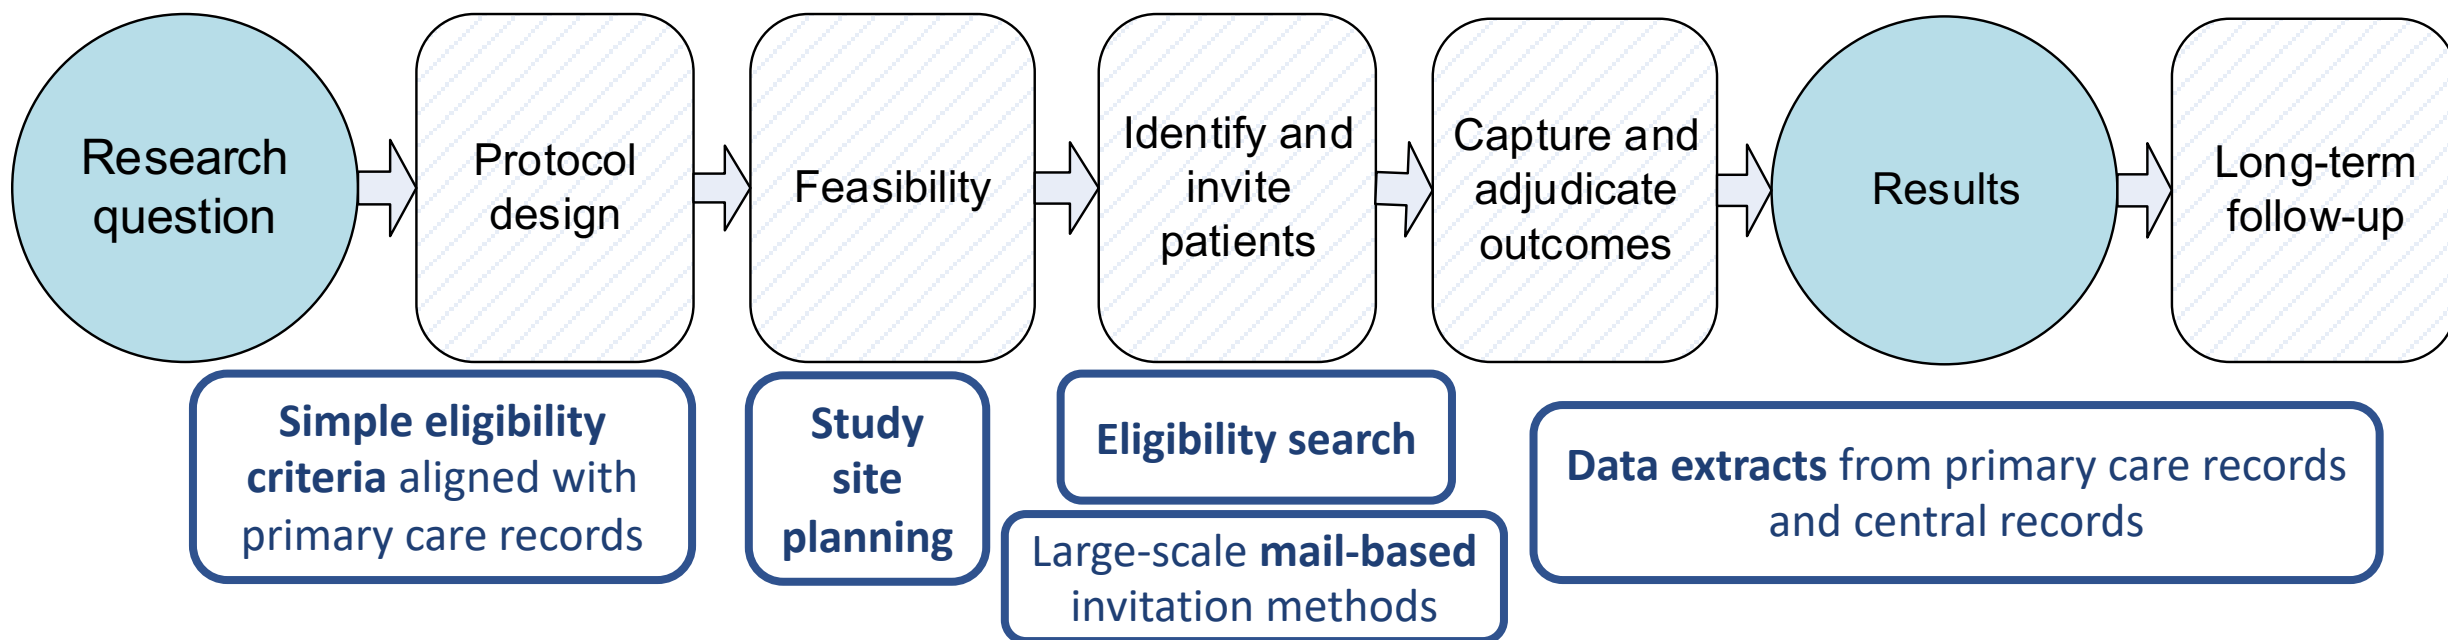 Research
question
Protocol
design
Feasibility
Identify and
invite
patients
Capture and
adjudicate
outcomes
Results
Long-term
follow-up
Simple eligibility
criteria aligned with
primary care records
Study
site
planning
Eligibility search
Large-scale mail-based
invitation methods
Data extracts from primary care records
and central records